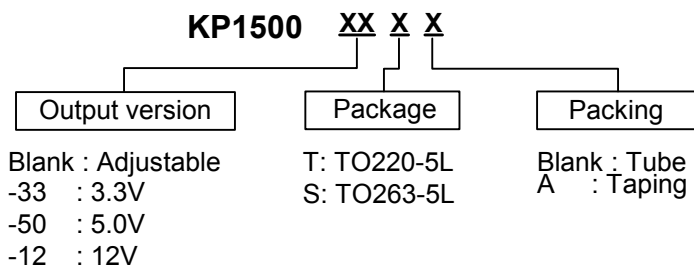 KP1500 XX X X
Output version Package Packing
Blank : Adjustable T: TO220-5L Blank : Tube
-33 : 3.3V S: TO263-5L A : Taping
-50 : 5.0V
-12 : 12V